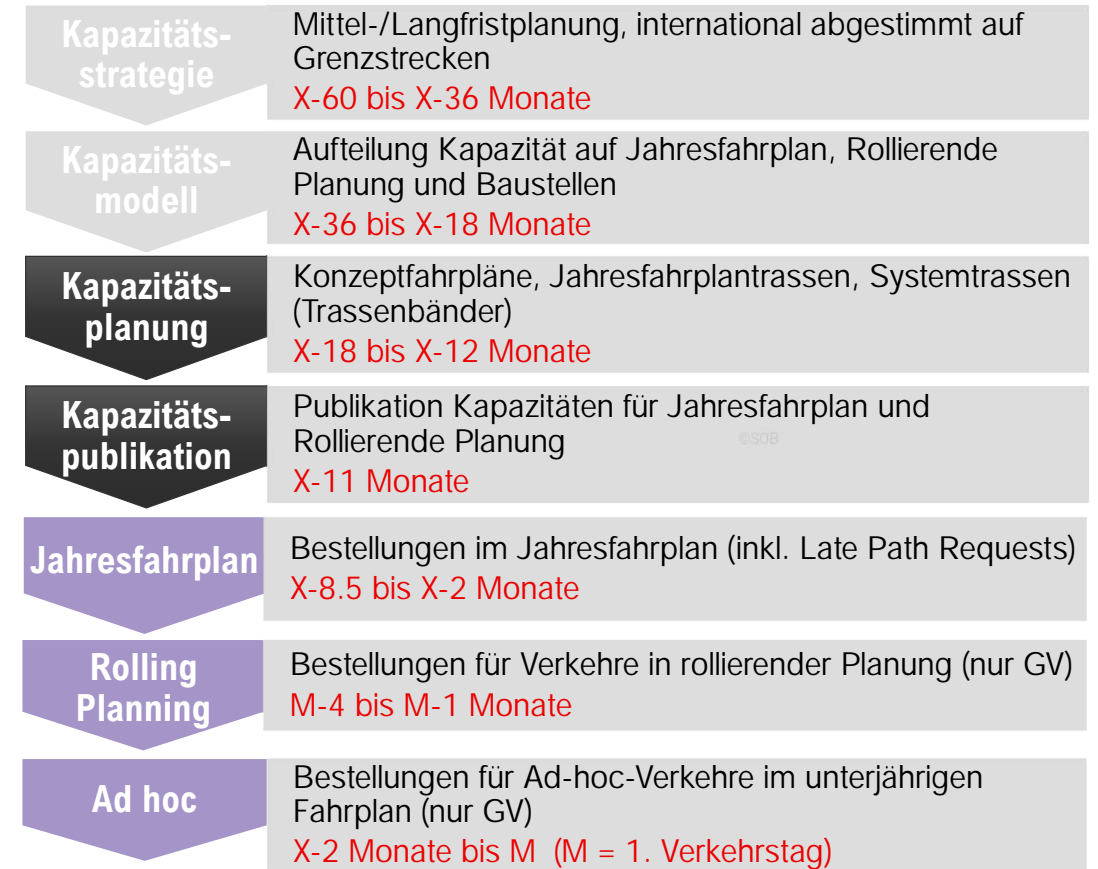 Kapazitäts-
strategie
Mittel-/Langfristplanung, international abgestimmt auf
Grenzstrecken
X-60 bis X-36 Monate
Kapazitäts-
modell
Aufteilung Kapazität auf Jahresfahrplan, Rollierende
Planung und Baustellen
X-36 bis X-18 Monate
Kapazitäts-
planung
Konzeptfahrpläne, Jahresfahrplantrassen, Systemtrassen
(Trassenbänder)
X-18 bis X-12 Monate
Kapazitäts-
publikation
Publikation Kapazitäten für Jahresfahrplan und
Rollierende Planung
©SOB
X-11 Monate
Jahresfahrplan
Bestellungen im Jahresfahrplan (inkl. Late Path Requests)
X-8.5 bis X-2 Monate
Rolling
Planning
Bestellungen für Verkehre in rollierender Planung (nur GV)
M-4 bis M-1 Monate
Ad hoc
Bestellungen für Ad-hoc-Verkehre im unterjährigen
Fahrplan (nur GV)
X-2 Monate bis M (M = 1. Verkehrstag)